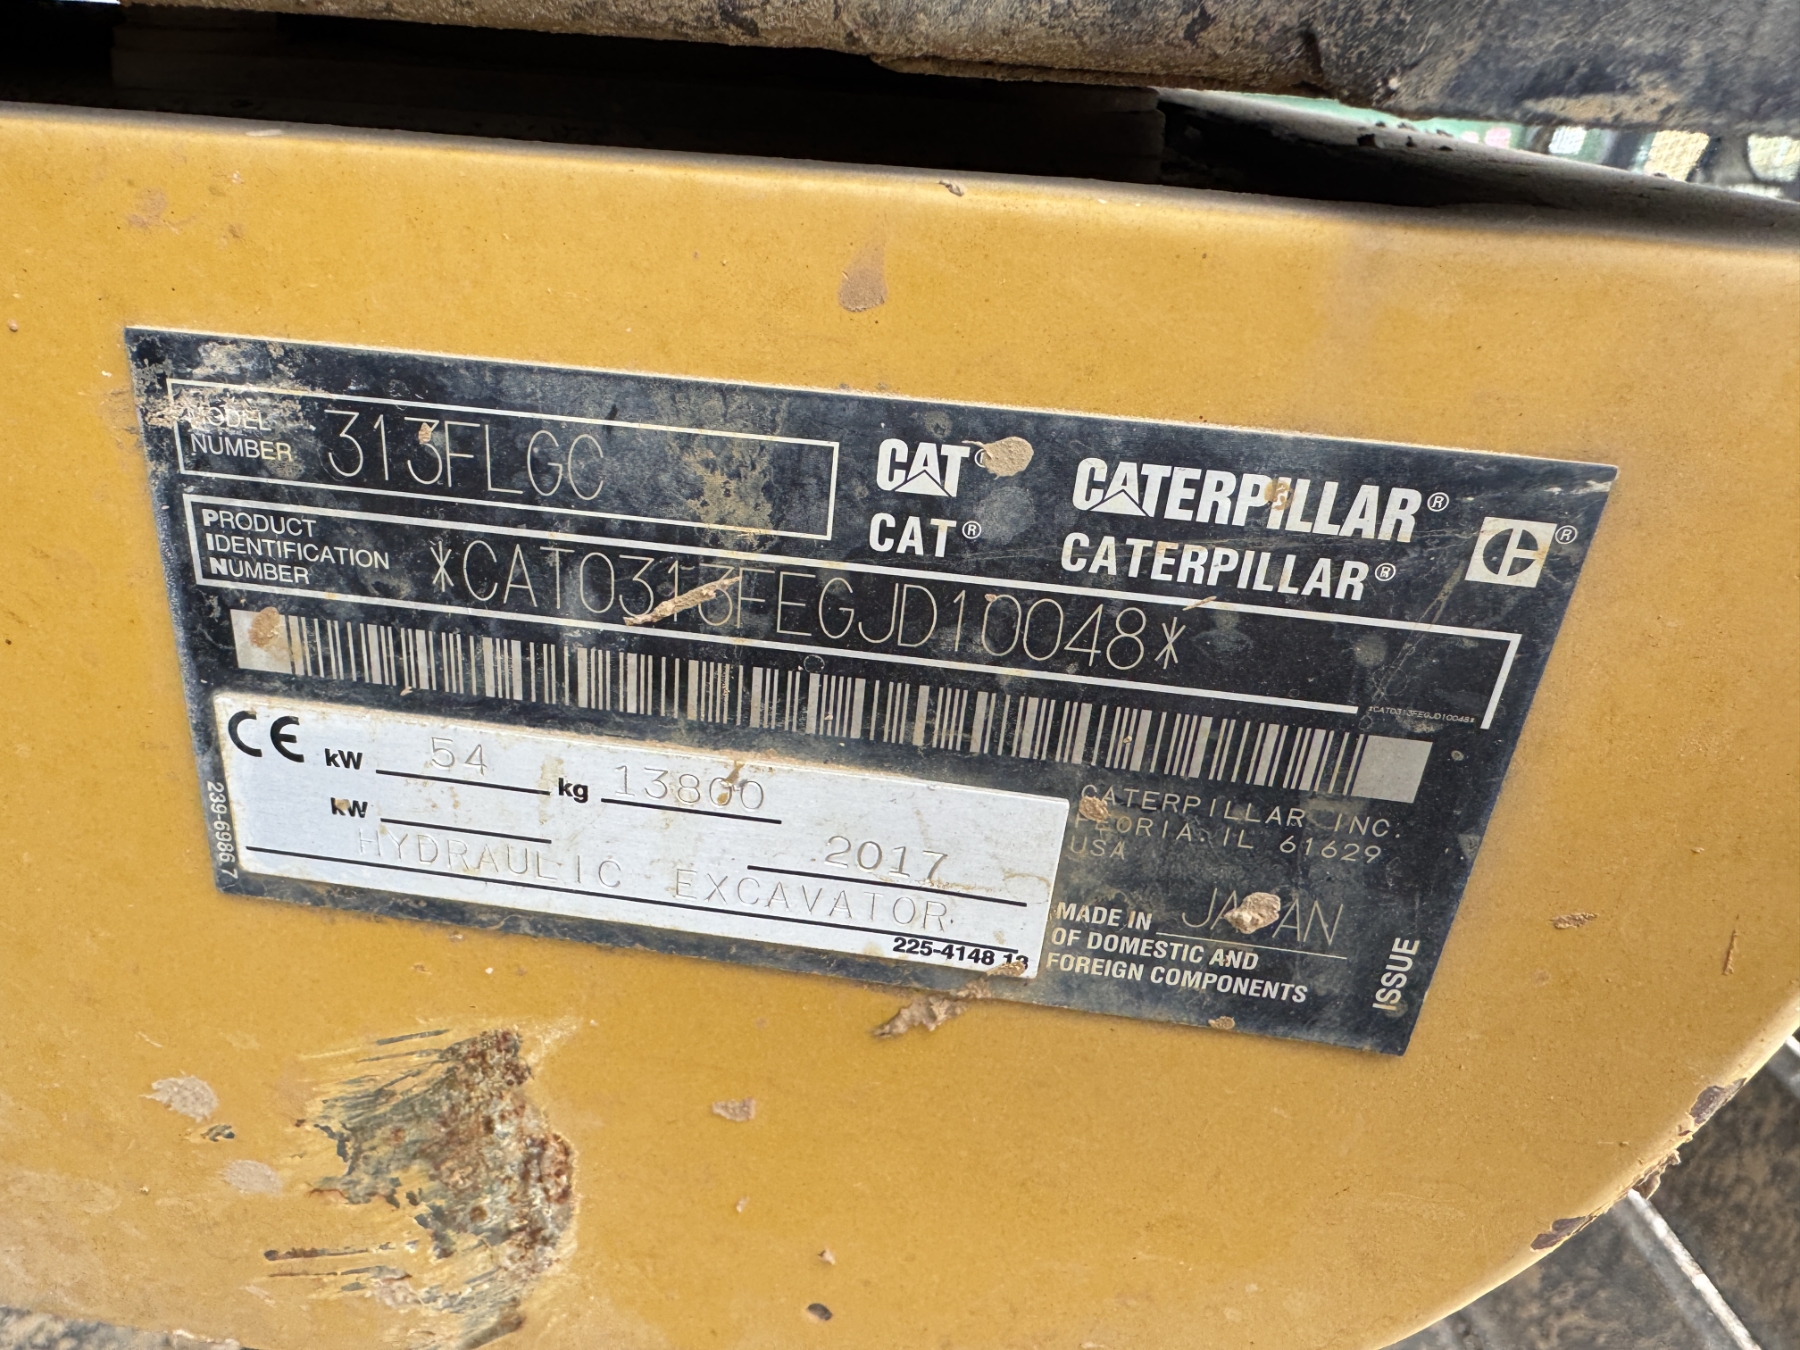 MODEL
NUMBER 313FLGC
PRODUCT
IDENTIFICATION
NUMBER *CAT0313FEGJD10048*
CAT® CATERPILLAR® ®
CAT® CATERPILLAR®
*CAT0313FEGJD10048*
CE kW 54 kg 13800
kW
2017
HYDRAULIC EXCAVATOR
225-4148 13
239-6986 7
CATERPILLAR INC.
PEORIA, IL 61629
USA
MADE IN JAPAN
OF DOMESTIC AND
FOREIGN COMPONENTS
ISSUE